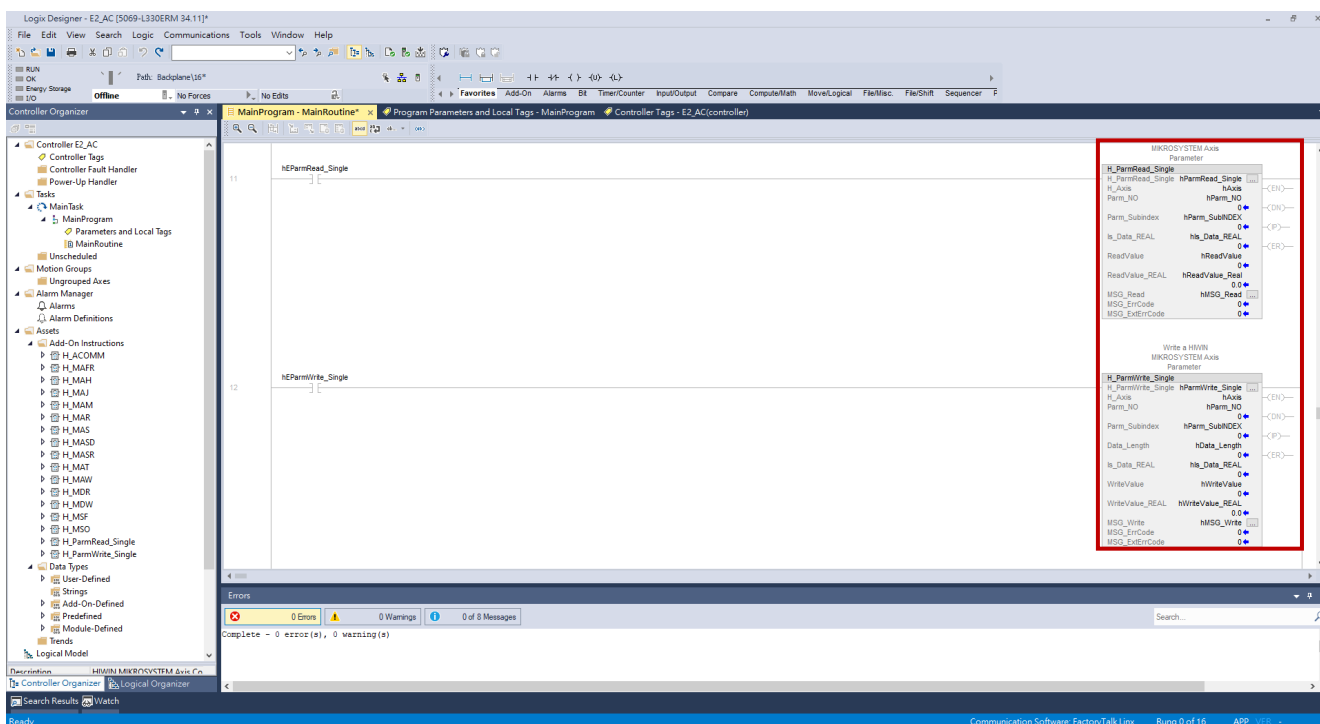 Logix Designer - E2_AC [5069-L330ERM 34.11]*
File Edit View Search Logic Communications Tools Window Help
RUN
OK
Energy Storage
I/O
Path: Backplane\16*
Offline
No Forces
No Edits
Favorites Add-On Alarms Bit Timer/Counter Input/Output Compare Compute/Math Move/Logical File/Misc. File/Shift Sequencer
Controller Organizer
MainProgram - MainRoutine*
Program Parameters and Local Tags - MainProgram
Controller Tags - E2_AC(controller)
Controller E2_AC
Controller Tags
Controller Fault Handler
Power-Up Handler
Tasks
MainTask
MainProgram
Parameters and Local Tags
MainRoutine
Unscheduled
Motion Groups
Ungrouped Axes
Alarm Manager
Alarms
Alarm Definitions
Assets
Add-On Instructions
H_ACOMM
H_MAFR
H_MAH
H_MAJ
H_MAM
H_MAR
H_MAS
H_MASD
H_MASR
H_MAT
H_MAW
H_MDR
H_MDW
H_MSF
H_MSO
H_ParmRead_Single
H_ParmWrite_Single
Data Types
User-Defined
Strings
Add-On-Defined
Predefined
Module-Defined
Trends
Logical Model
Description HIWIN MIKROSYSTEM Axis Co
Controller Organizer
Logical Organizer
11
hEParmRead_Single
MIKROSYSTEM Axis
Parameter
H_ParmRead_Single
H_ParmRead_Single hParmRead_Single ...
H_Axis hAxis (EN)
Parm_NO hParm_NO
0 (DN)
Parm_Subindex hParm_SubINDEX
0 (IP)
Is_Data_REAL hIs_Data_REAL
0 (ER)
ReadValue hReadValue
0
ReadValue_REAL hReadValue_Real
0.0
MSG_Read hMSG_Read ...
MSG_ErrCode 0
MSG_ExtErrCode 0
12
hEParmWrite_Single
Write a HIWIN
MIKROSYSTEM Axis
Parameter
H_ParmWrite_Single
H_ParmWrite_Single hParmWrite_Single ...
H_Axis hAxis (EN)
Parm_NO hParm_NO
0 (DN)
Parm_Subindex hParm_SubINDEX
0 (IP)
Data_Length hData_Length
0 (ER)
Is_Data_REAL hIs_Data_REAL
0
WriteValue hWriteValue
0
WriteValue_REAL hWriteValue_REAL
0.0
MSG_Write hMSG_Write ...
MSG_ErrCode 0
MSG_ExtErrCode 0
Errors
0 Errors
0 Warnings
0 of 8 Messages
Search...
Complete - 0 error(s), 0 warning(s)
Search Results
Watch
Ready
Communication Software: FactoryTalk Linx
Rung 0 of 16
APP
VER